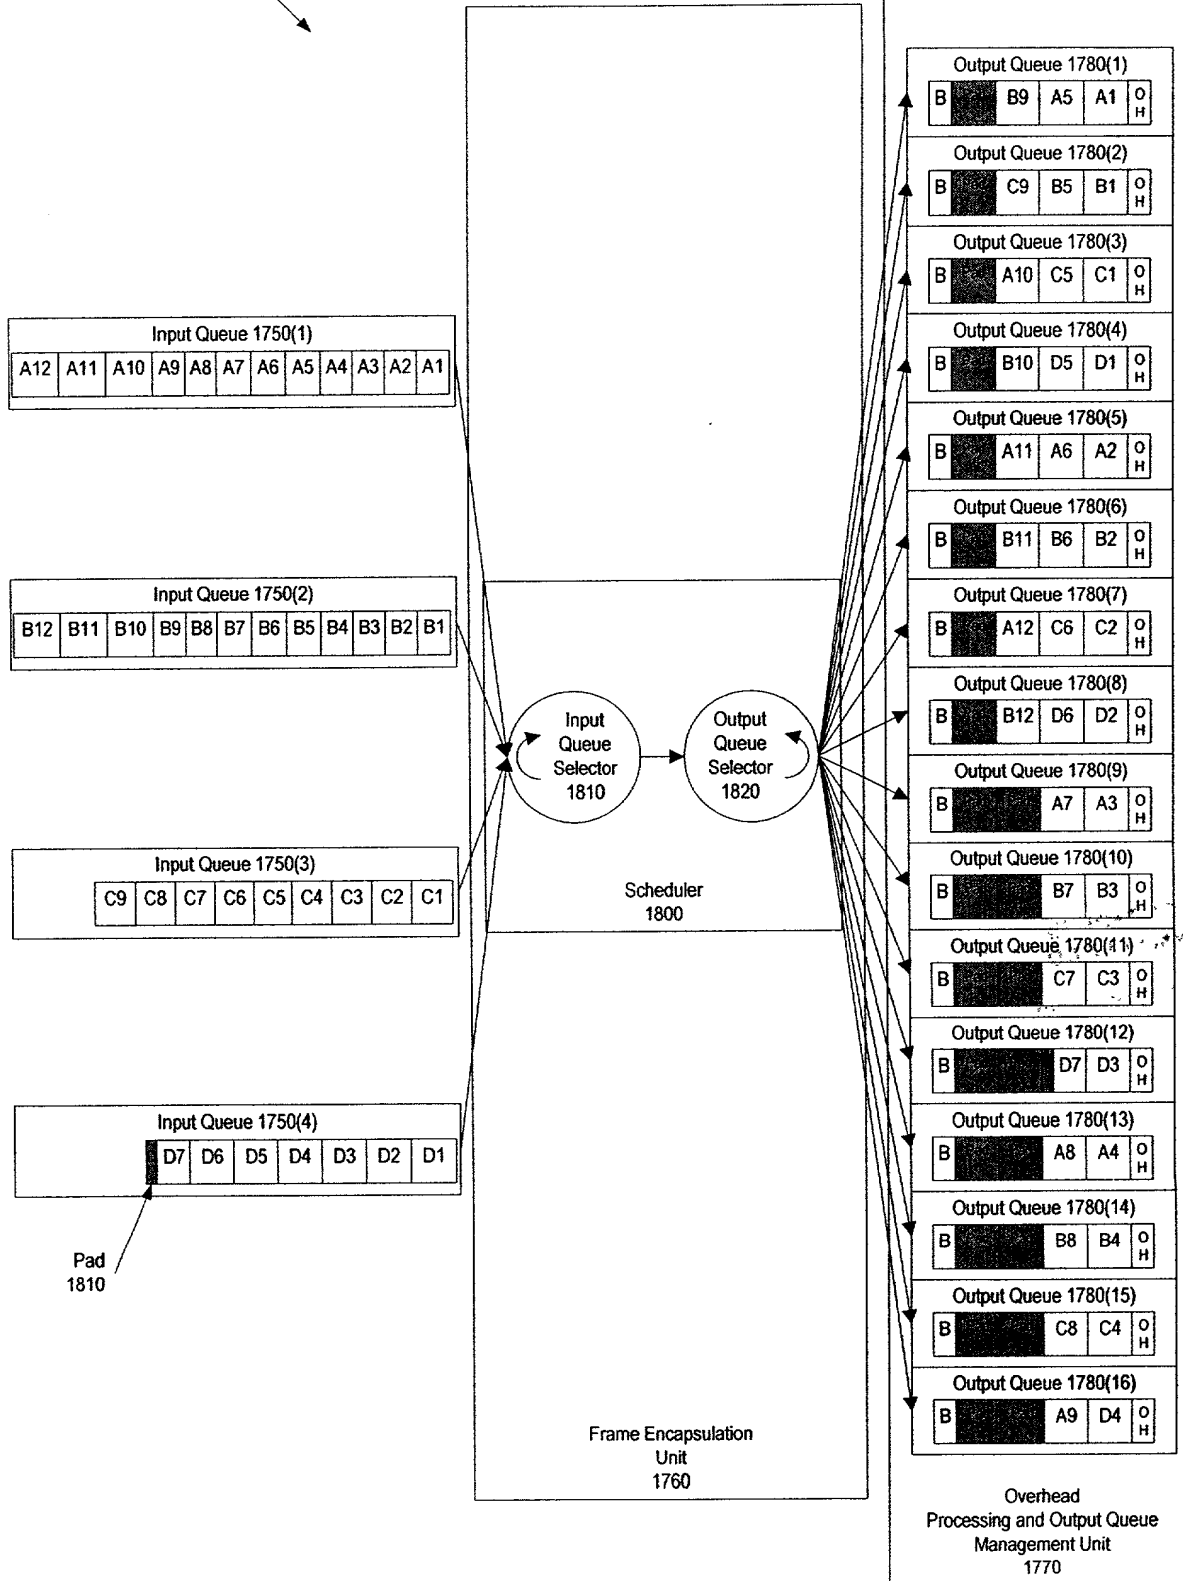 Input Queue 1750(1)
A12 A11 A10 A9 A8 A7 A6 A5 A4 A3 A2 A1
Input Queue 1750(2)
B12 B11 B10 B9 B8 B7 B6 B5 B4 B3 B2 B1
Input Queue 1750(3)
C9 C8 C7 C6 C5 C4 C3 C2 C1
Input Queue 1750(4)
D7 D6 D5 D4 D3 D2 D1
Pad
1810
Input
Queue
Selector
1810
Output
Queue
Selector
1820
Scheduler
1800
Frame Encapsulation
Unit
1760
Output Queue 1780(1)
B B9 A5 A1 O
H
Output Queue 1780(2)
B C9 B5 B1 O
H
Output Queue 1780(3)
B A10 C5 C1 O
H
Output Queue 1780(4)
B B10 D5 D1 O
H
Output Queue 1780(5)
B A11 A6 A2 O
H
Output Queue 1780(6)
B B11 B6 B2 O
H
Output Queue 1780(7)
B A12 C6 C2 O
H
Output Queue 1780(8)
B B12 D6 D2 O
H
Output Queue 1780(9)
B A7 A3 O
H
Output Queue 1780(10)
B B7 B3 O
H
Output Queue 1780(11)
B C7 C3 O
H
Output Queue 1780(12)
B D7 D3 O
H
Output Queue 1780(13)
B A8 A4 O
H
Output Queue 1780(14)
B B8 B4 O
H
Output Queue 1780(15)
B C8 C4 O
H
Output Queue 1780(16)
B A9 D4 O
H
Overhead
Processing and Output Queue
Management Unit
1770